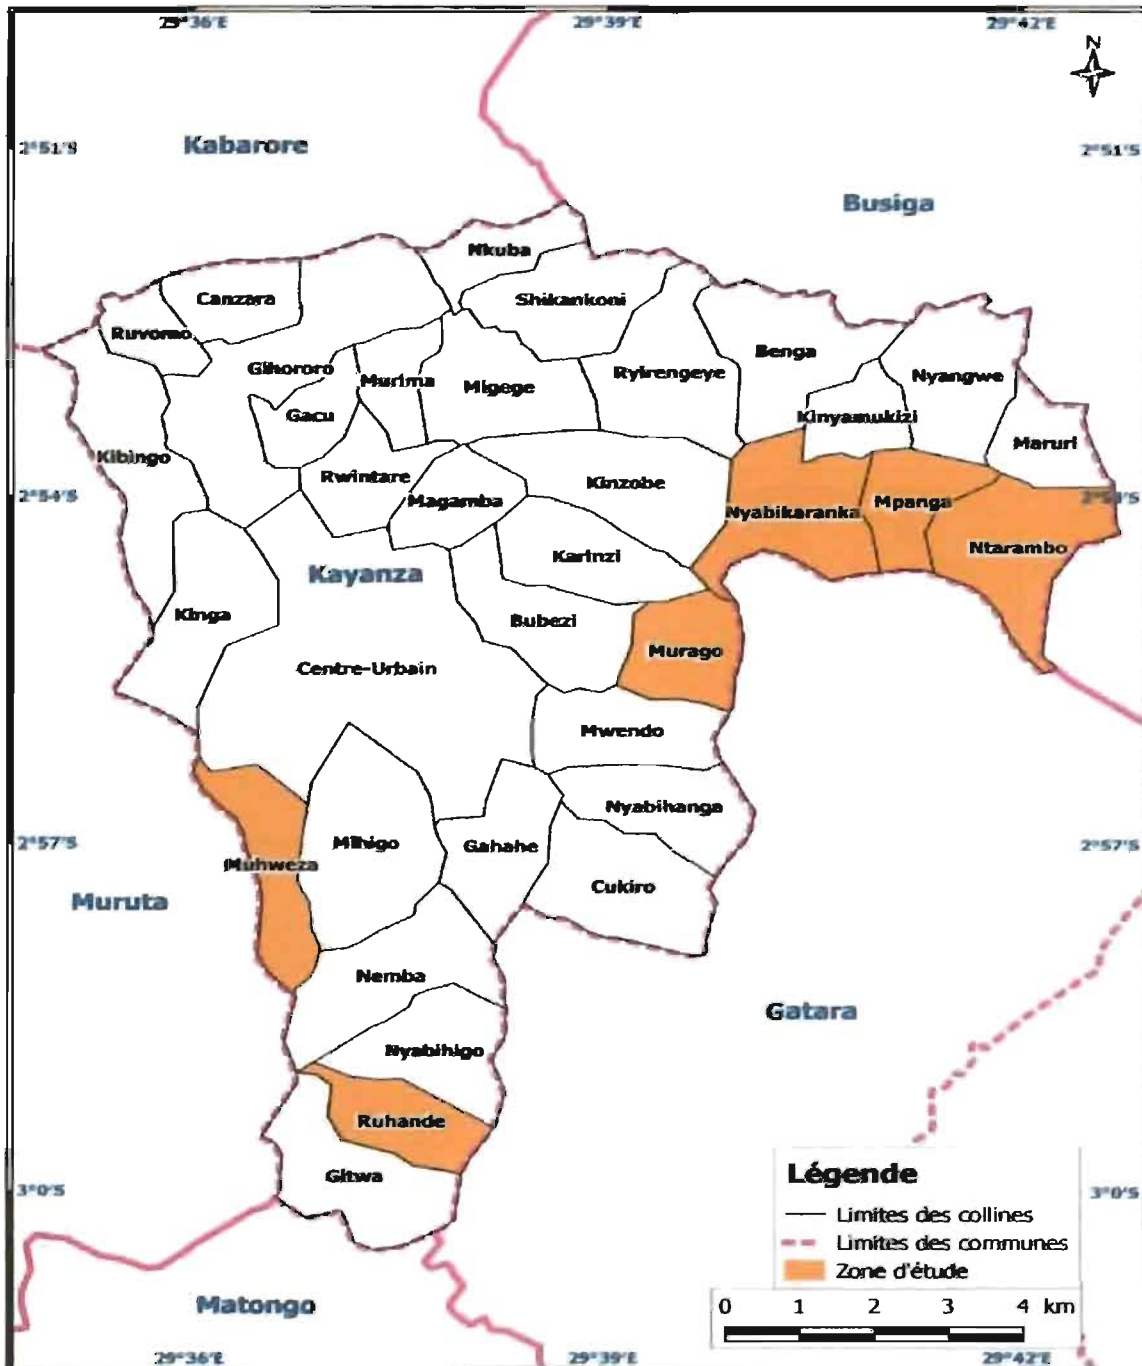 29°36'E 29°39'E 29°42'E
N
2°51'S 2°51'S
Kabarore
Busiga
Nkuba
Canzara
Shikankoni
Ruvomo
Benga
Gihororo
Ryirengeye
Murima
Migege
Nyangwe
Gacu
Kinyamukizi
Maruri
Kibingo
Rwintare
Kinzobe
2°54'S
Magamba
Mpanga
Nyabikaranka
Ntarambo
Karinzi
Kayanza
Kinga
Bubezi
Murago
Centre-Urbain
Mwendo
Nyabihanga
2°57'S 2°57'S
Mihigo
Gahahe
Muhweza
Cukiro
Muruta
Nemba
Gatara
Nyabihigo
Ruhande
Gitwa
Légende
3°0'S 3°0'S
Limites des collines
Limites des communes
Zone d'étude
Matongo
0 1 2 3 4 km
29°36'E 29°39'E 29°42'E